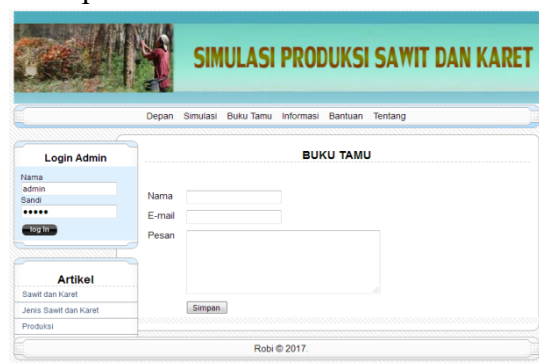 SIMULASI PRODUKSI SAWIT DAN KARET
Depan Simulasi Buku Tamu Informasi Bantuan Tentang
Login Admin
Nama
admin
Sandi
●●●●●
log in
Artikel
Sawit dan Karet
Jenis Sawit dan Karet
Produksi
BUKU TAMU
Nama
E-mail
Pesan
Simpan
Robi © 2017.